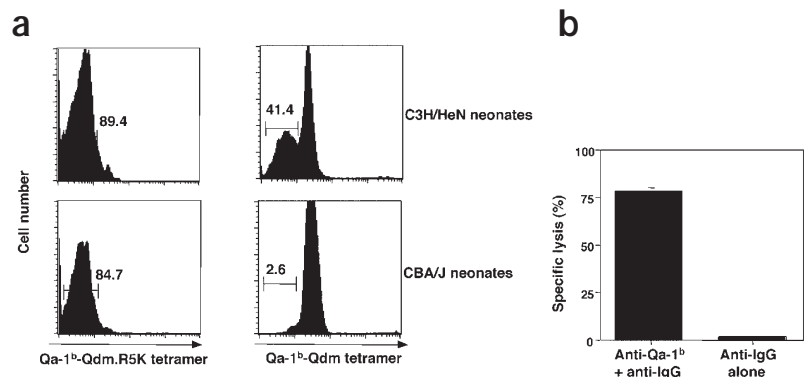 a
b
89.4
41.4
C3H/HeN neonates
Cell number
84.7
2.6
CBA/J neonates
Qa-1ᵇ-Qdm.R5K tetramer
Qa-1ᵇ-Qdm tetramer
Specific lysis (%)
100
75
50
25
0
Anti-Qa-1ᵇ
+ anti-IgG
Anti-IgG
alone